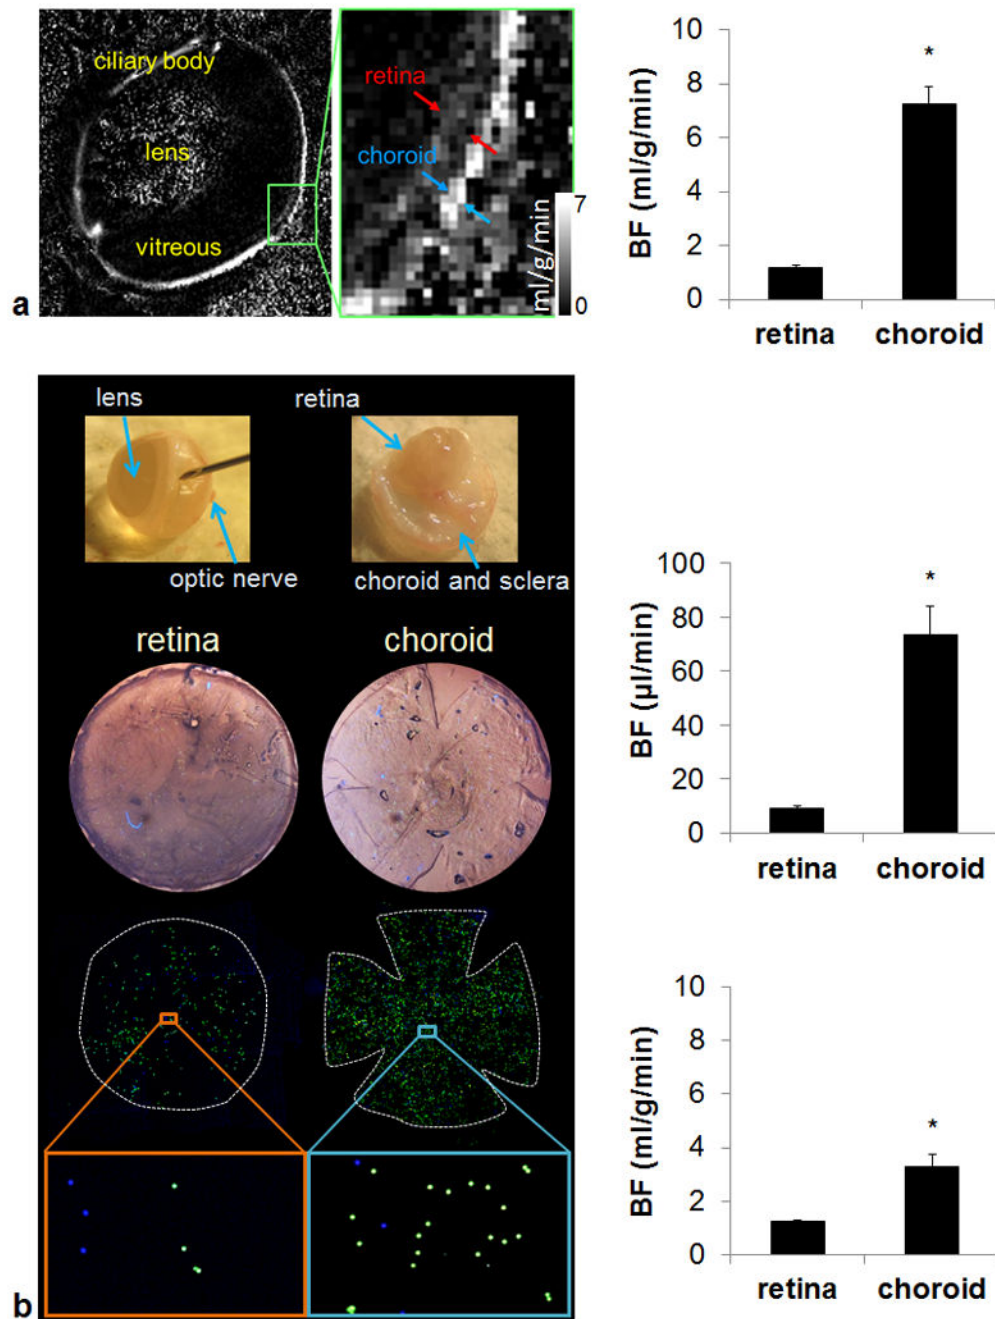 ciliary body
lens
vitreous
a
retina
choroid
ml/g/min
7
0
BF (ml/g/min)
10
8
6
4
2
0
*
retina choroid
lens
retina
optic nerve
choroid and sclera
retina choroid
b
BF (µl/min)
100
80
60
40
20
0
*
retina choroid
BF (ml/g/min)
10
8
6
4
2
0
*
retina choroid